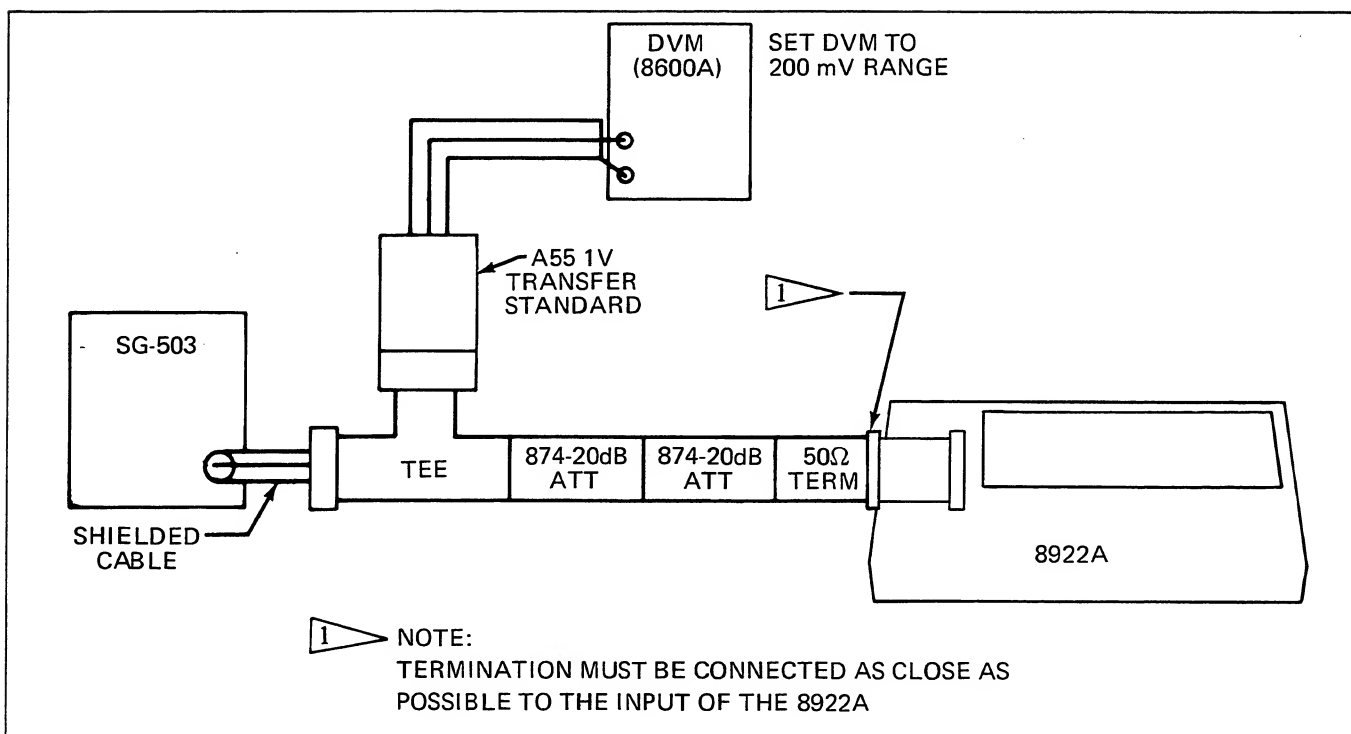 DVM
(8600A)
SET DVM TO
200 mV RANGE
A55 1V
TRANSFER
STANDARD
1
SG-503
TEE
874-20dB
ATT
874-20dB
ATT
50Ω
TERM
SHIELDED
CABLE
8922A
1 NOTE:
TERMINATION MUST BE CONNECTED AS CLOSE AS
POSSIBLE TO THE INPUT OF THE 8922A